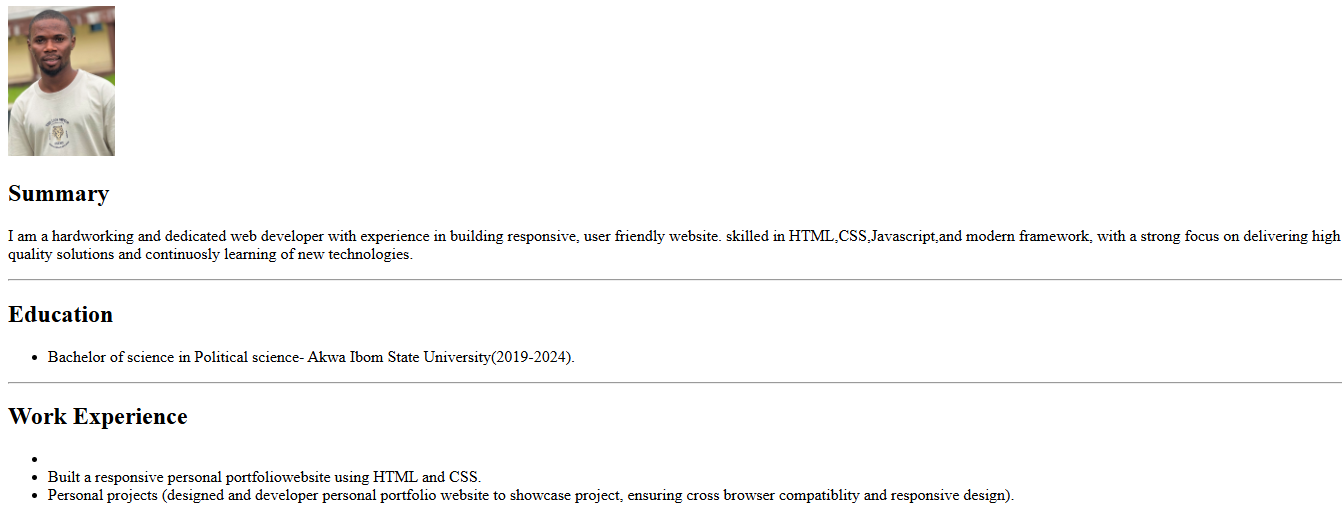 Summary
I am a hardworking and dedicated web developer with experience in building responsive, user friendly website. skilled in HTML,CSS,Javascript,and modern framework, with a strong focus on delivering high
quality solutions and continuosly learning of new technologies.
Education
• Bachelor of science in Political science- Akwa Ibom State University(2019-2024).
Work Experience
•
• Built a responsive personal portfoliowebsite using HTML and CSS.
• Personal projects (designed and developer personal portfolio website to showcase project, ensuring cross browser compatiblity and responsive design).